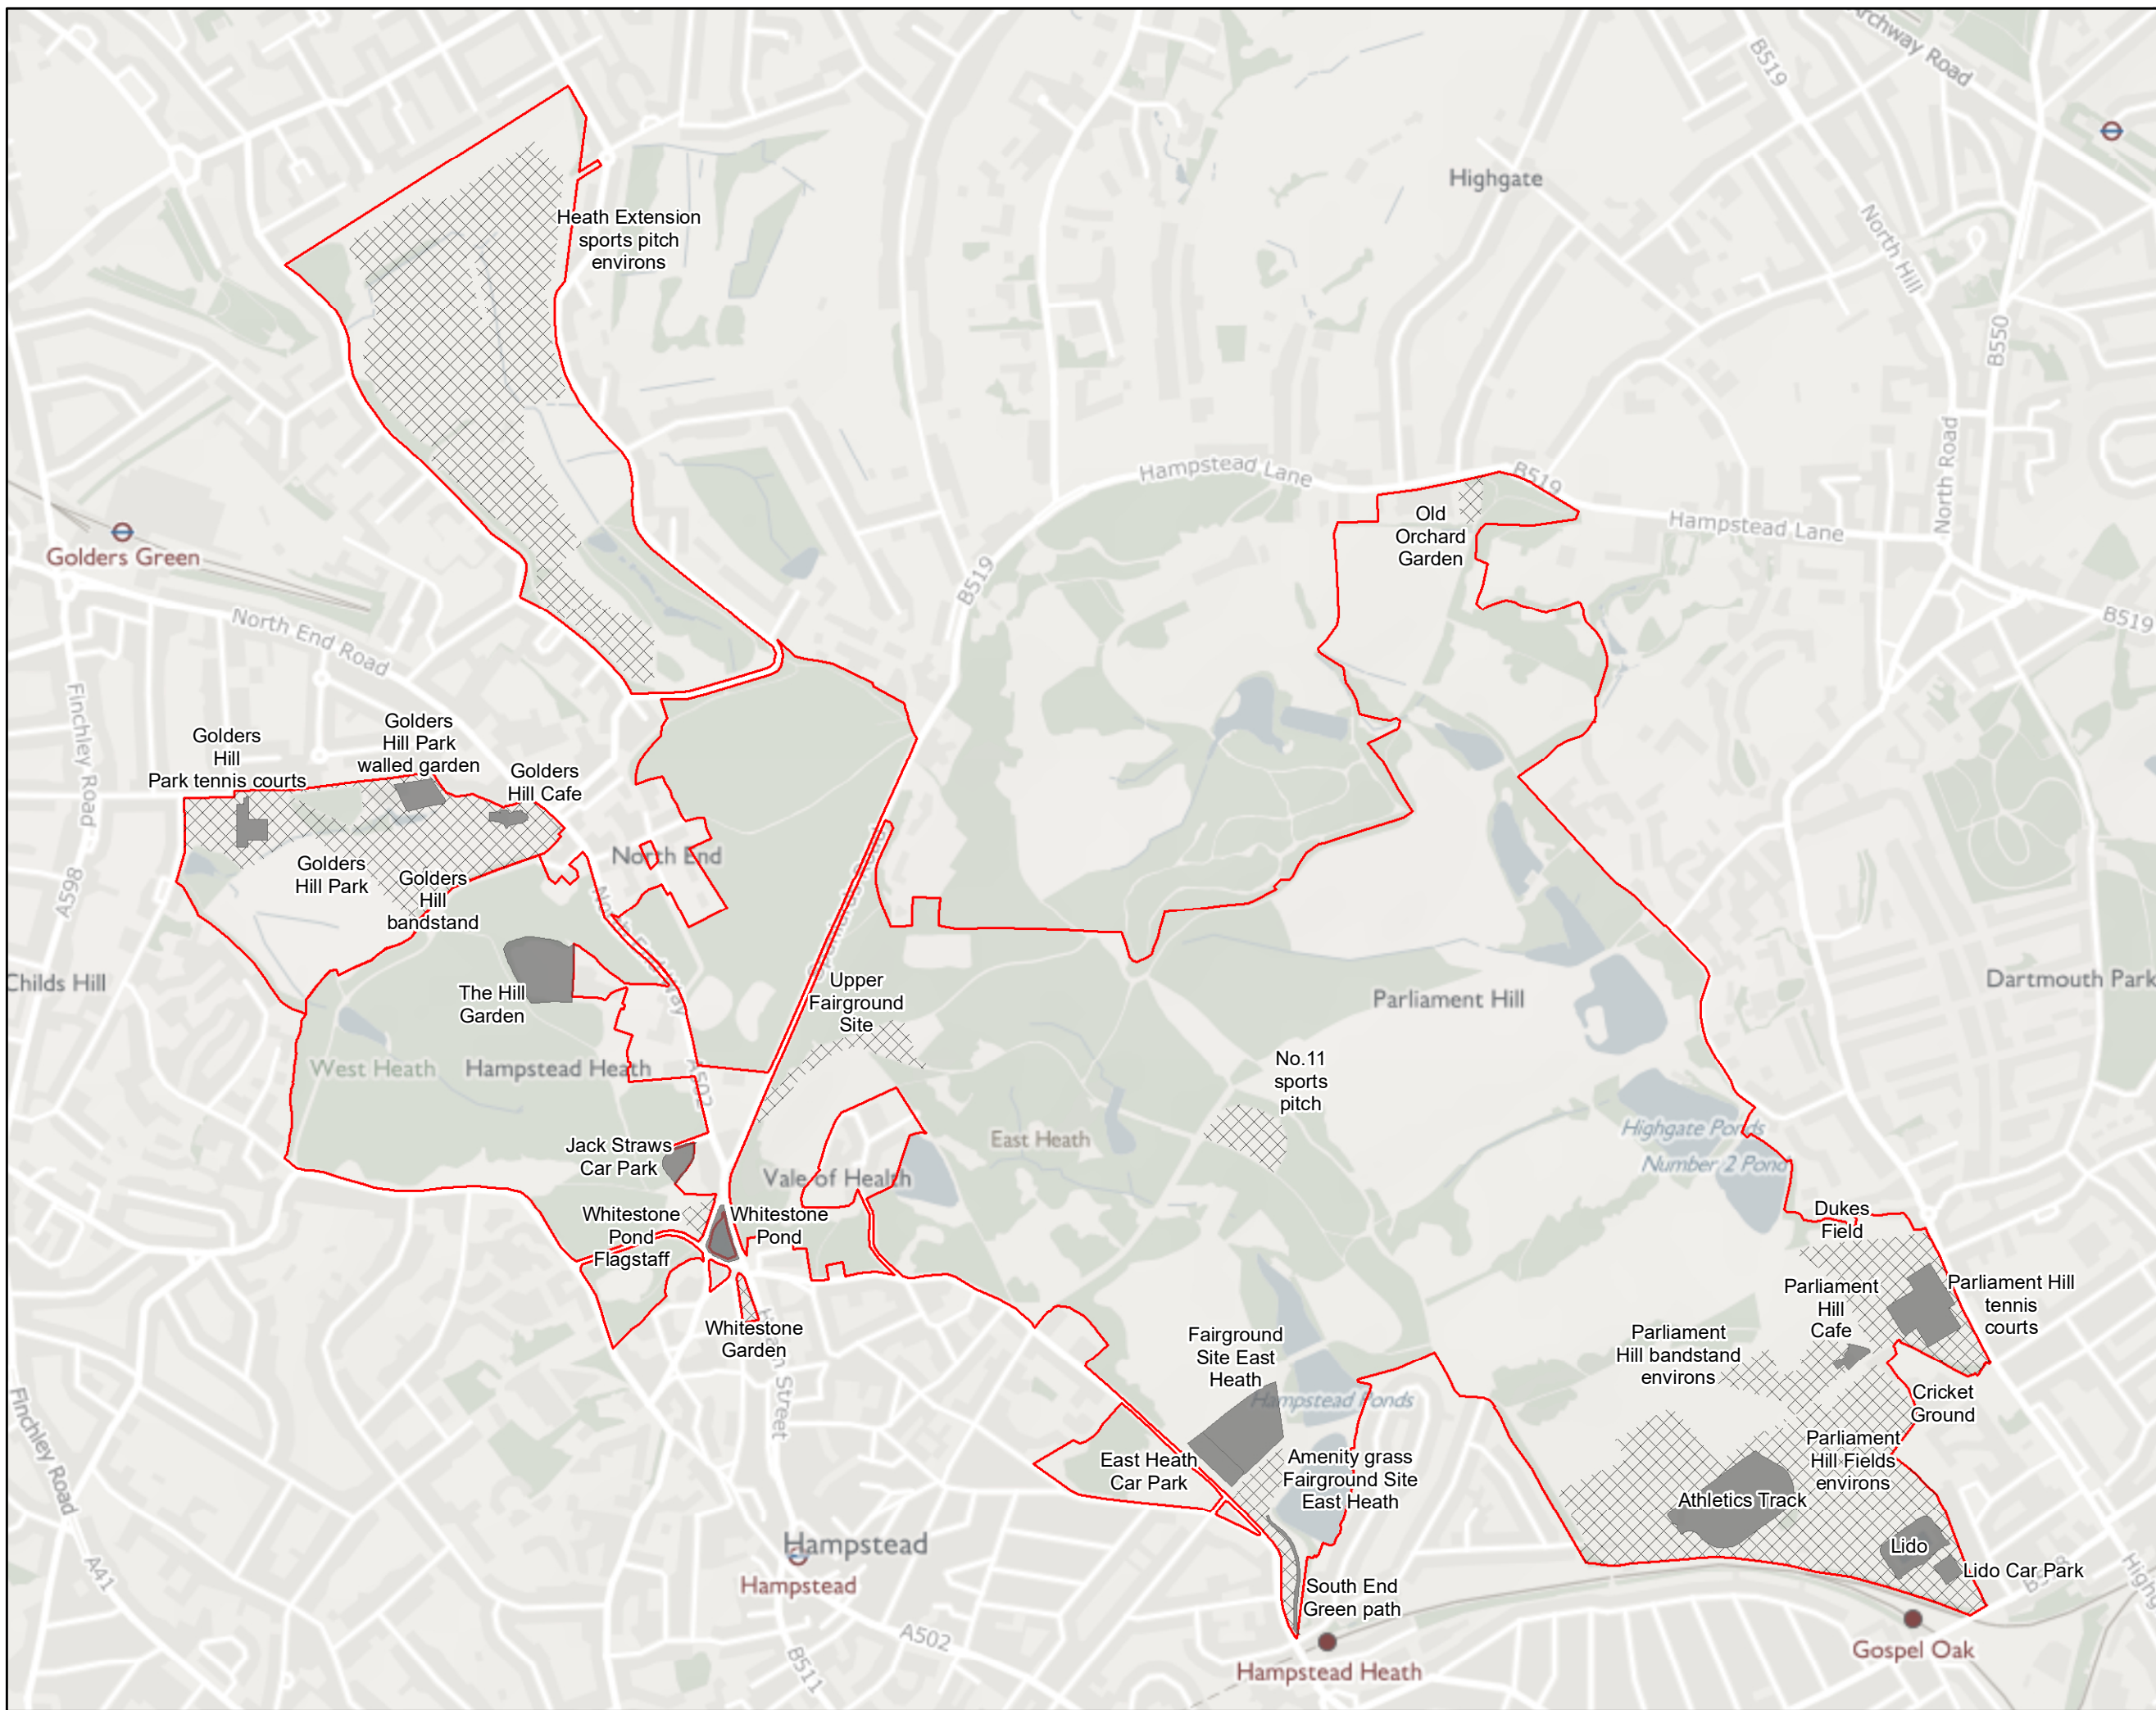 Archway Road
B519
Highgate
North Hill
B550
Heath Extension
sports pitch
environs
Hampstead Lane
B519
Old
Orchard
Garden
Hampstead Lane
North Road
B519
B519
Golders Green
North End Road
Finchley Road
A598
Golders
Hill
Park tennis courts
Golders
Hill Park
walled garden
Golders
Hill Cafe
North End
Golders
Hill Park
Golders
Hill
bandstand
North End Way
Childs Hill
The Hill
Garden
Upper
Fairground
Site
Parliament Hill
Dartmouth Park
West Heath
Hampstead Heath
A502
No.11
sports
pitch
East Heath
Highgate Ponds
Number 2 Pond
Jack Straws
Car Park
Vale of Health
Whitestone
Pond
Flagstaff
Whitestone
Pond
Dukes
Field
Whitestone
Garden
Parliament
Hill
Cafe
Parliament Hill
tennis
courts
Fairground
Site East
Heath
Parliament
Hill bandstand
environs
Hampstead Ponds
Cricket
Ground
Finchley Road
East Heath
Car Park
Amenity grass
Fairground Site
East Heath
Parliament
Hill Fields
environs
Athletics Track
Hampstead
Hampstead
Lido
Lido Car Park
A41
South End
Green path
A502
B511
Hampstead Heath
Gospel Oak